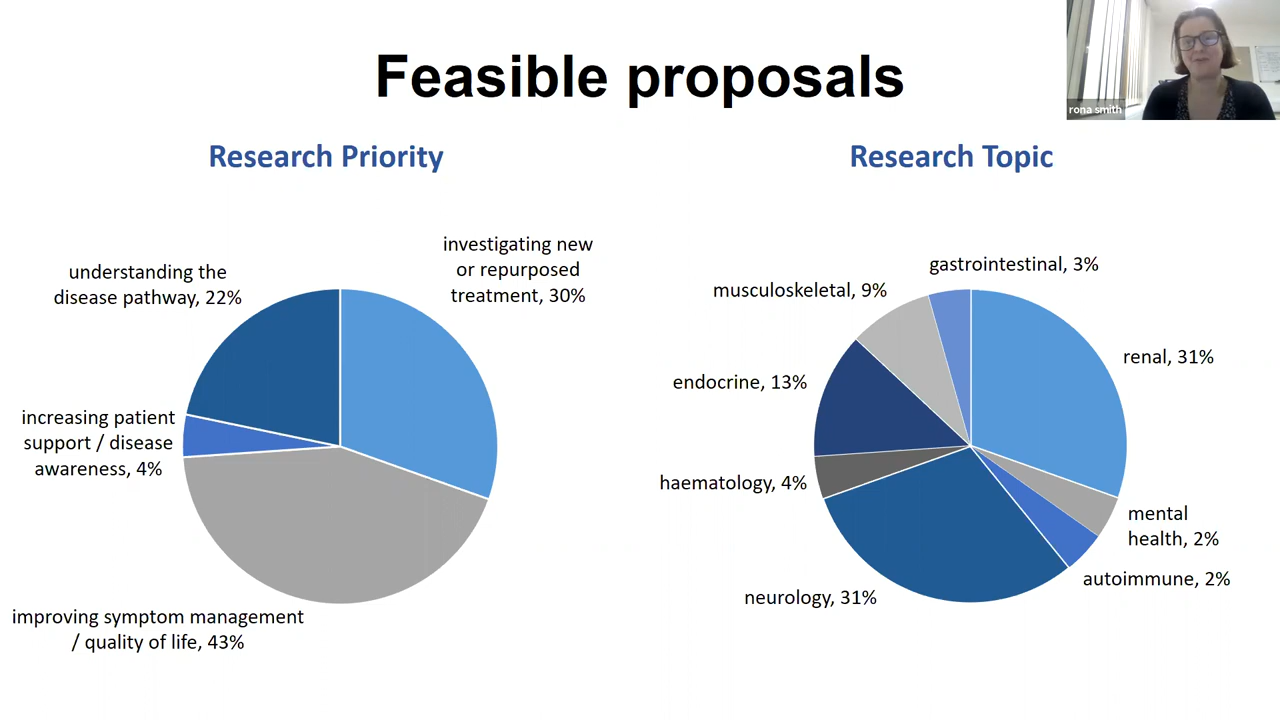 Feasible proposals
rona smith
Research Priority
investigating new
or repurposed
treatment, 30%
understanding the
disease pathway, 22%
increasing patient
support / disease
awareness, 4%
improving symptom management
/ quality of life, 43%
Research Topic
gastrointestinal, 3%
musculoskeletal, 9%
renal, 31%
endocrine, 13%
haematology, 4%
mental
health, 2%
autoimmune, 2%
neurology, 31%